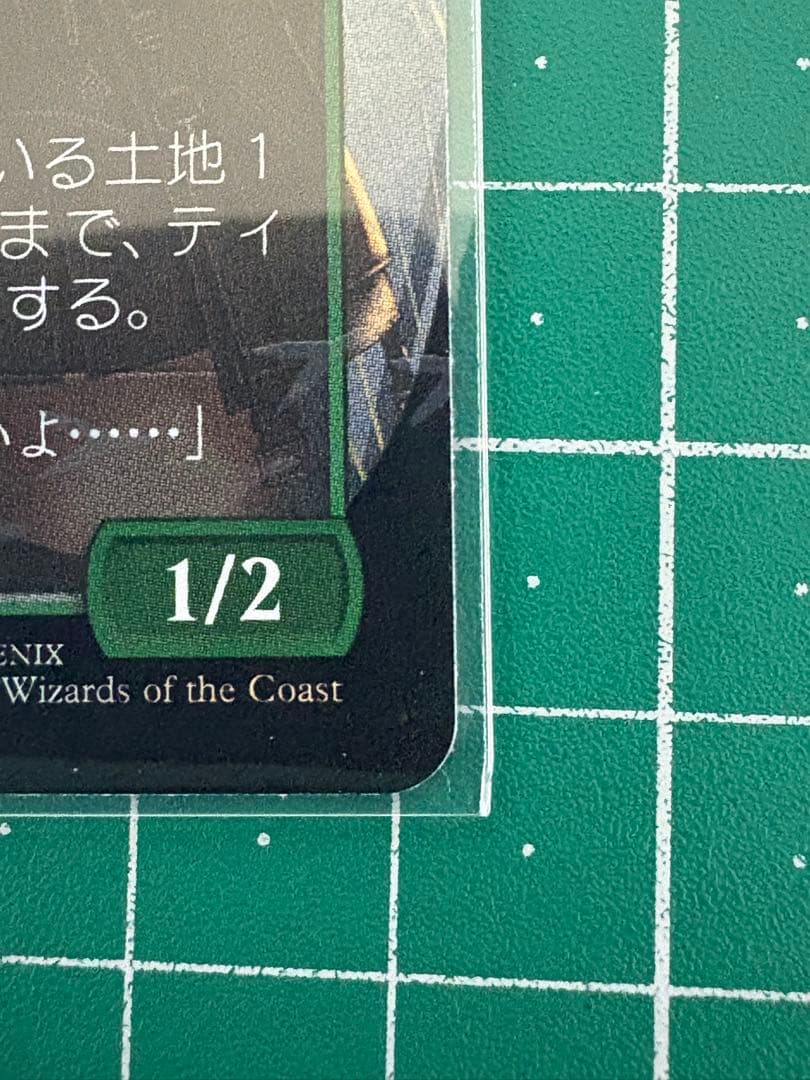 いる土地1
まで、ティ
する。
いよ……」
1/2
ENIX
Wizards of the Coast